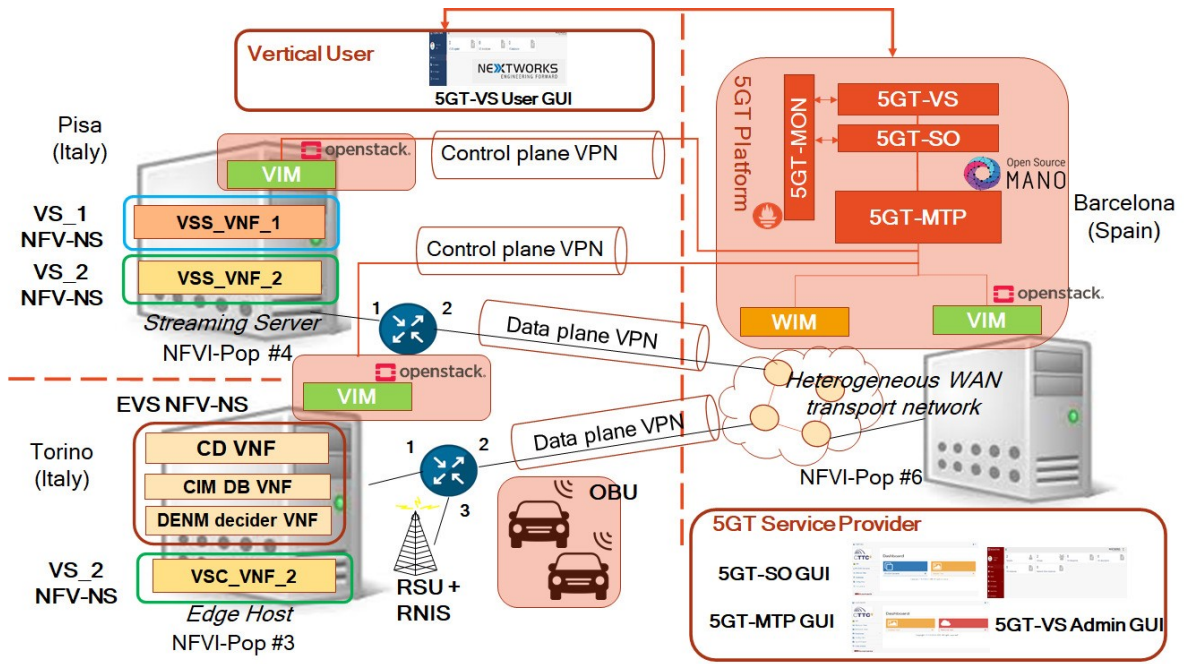 Vertical User
NEXTWORKS
ENGINEERING FORWARD
5GT-VS User GUI
5GT Platform
5GT-MON
5GT-VS
5GT-SO
Open Source
MANO
5GT-MTP
Barcelona
(Spain)
WIM
openstack.
VIM
Pisa
(Italy)
openstack.
VIM
Control plane VPN
VS_1
NFV-NS
VSS_VNF_1
VS_2
NFV-NS
VSS_VNF_2
Control plane VPN
Streaming Server
NFVI-Pop #4
1
2
Data plane VPN
openstack.
VIM
Heterogeneous WAN
transport network
NFVI-Pop #6
EVS NFV-NS
Torino
(Italy)
CD VNF
CIM DB VNF
DENM decider VNF
1
2
3
Data plane VPN
OBU
RSU +
RNIS
VS_2
NFV-NS
VSC_VNF_2
Edge Host
NFVI-Pop #3
5GT Service Provider
5GT-SO GUI
CTTC
Dashboard
5GT-MTP GUI
CTTC
Dashboard
5GT-VS Admin GUI